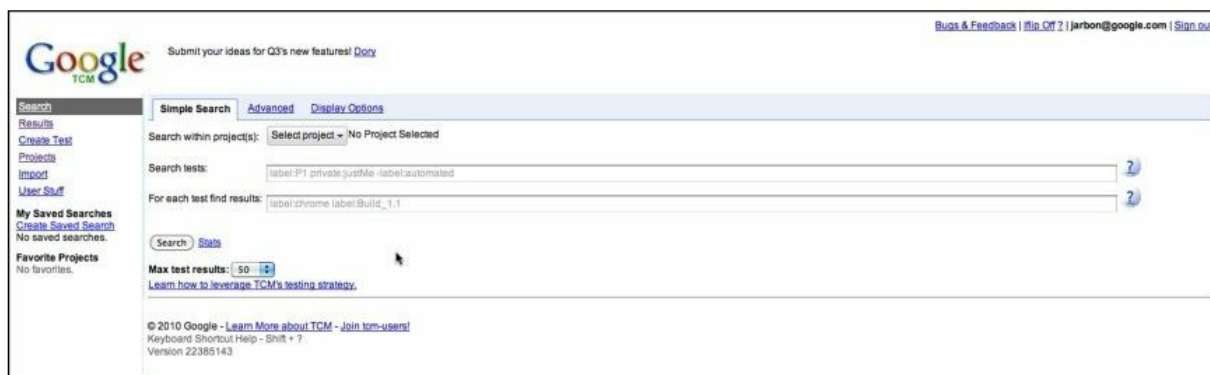 Bugs & Feedback | !flip Off ? | jarbon@google.com | Sign ou
Google
TCM
Submit your ideas for Q3's new features! Dory
Search
Results
Create Test
Projects
Import
User Stuff
My Saved Searches
Create Saved Search
No saved searches.
Favorite Projects
No favorites.
Simple Search Advanced Display Options
Search within project(s): Select project No Project Selected
Search tests: label:P1 private:justMe -label:automated ?
For each test find results: label:chrome label:Build_1.1 ?
Search Stats
Max test results: 50
Learn how to leverage TCM's testing strategy.
© 2010 Google - Learn More about TCM - Join tcm-users!
Keyboard Shortcut Help - Shift + ?
Version 22385143